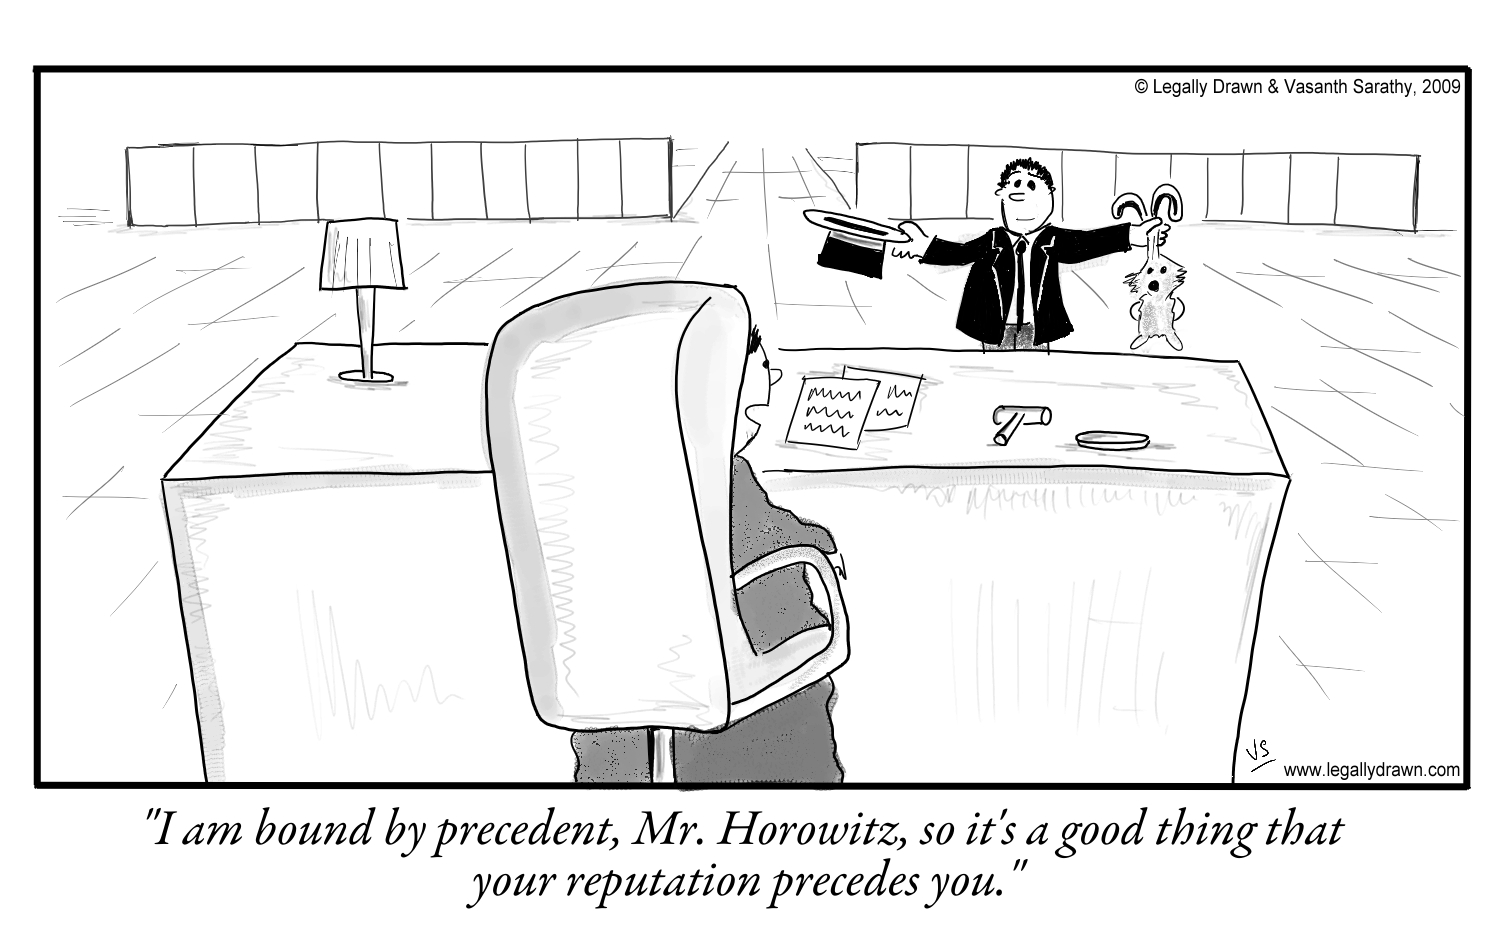 © Legally Drawn & Vasanth Sarathy, 2009
JS
www.legallydrawn.com
"I am bound by precedent, Mr. Horowitz, so it's a good thing that
your reputation precedes you."